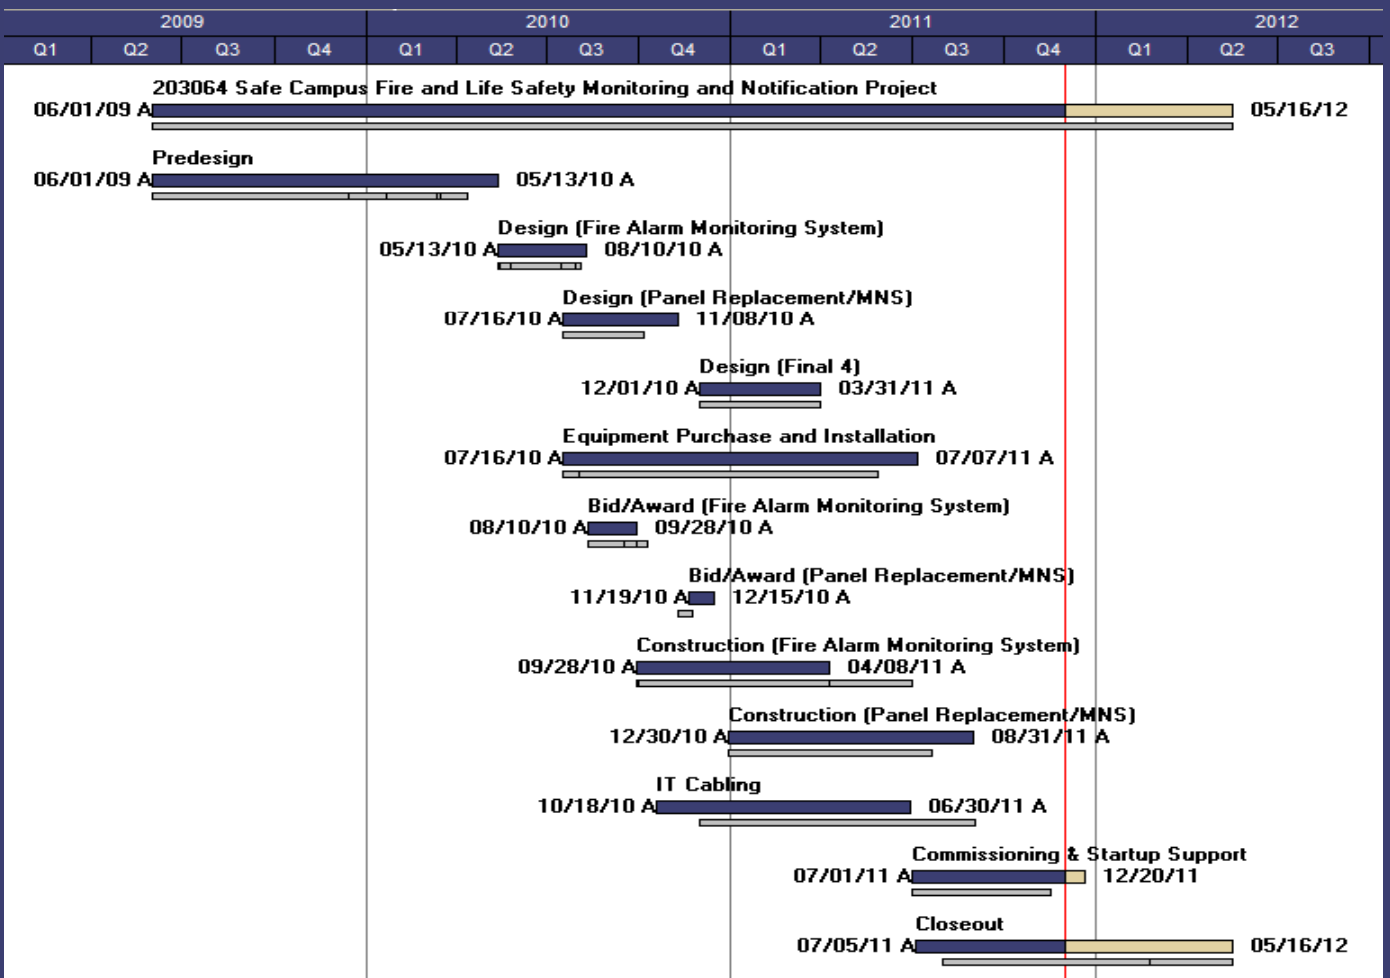 2009 2010 2011 2012
Q1 Q2 Q3 Q4 Q1 Q2 Q3 Q4 Q1 Q2 Q3 Q4 Q1 Q2 Q3
203064 Safe Campus Fire and Life Safety Monitoring and Notification Project
06/01/09 A 05/16/12
Predesign
06/01/09 A 05/13/10 A
Design (Fire Alarm Monitoring System)
05/13/10 A 08/10/10 A
Design (Panel Replacement/MNS)
07/16/10 A 11/08/10 A
Design (Final 4)
12/01/10 A 03/31/11 A
Equipment Purchase and Installation
07/16/10 A 07/07/11 A
Bid/Award (Fire Alarm Monitoring System)
08/10/10 A 09/28/10 A
Bid/Award (Panel Replacement/MNS)
11/19/10 A 12/15/10 A
Construction (Fire Alarm Monitoring System)
09/28/10 A 04/08/11 A
Construction (Panel Replacement/MNS)
12/30/10 A 08/31/11 A
IT Cabling
10/18/10 A 06/30/11 A
Commissioning & Startup Support
07/01/11 A 12/20/11
Closeout
07/05/11 A 05/16/12